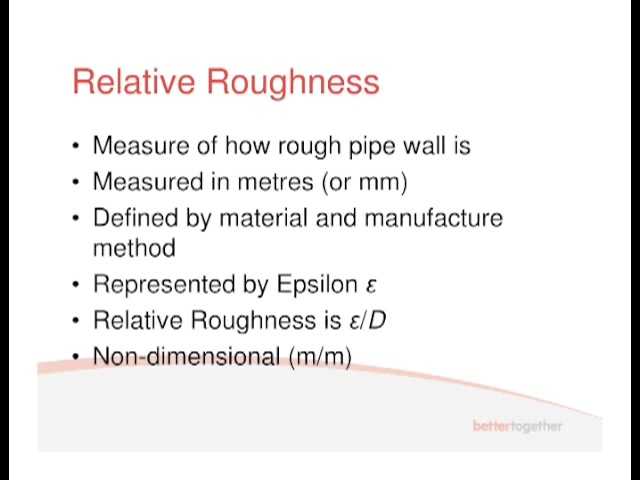 Relative Roughness
• Measure of how rough pipe wall is
• Measured in metres (or mm)
• Defined by material and manufacture
method
• Represented by Epsilon ε
• Relative Roughness is ε/D
• Non-dimensional (m/m)
bettertogether